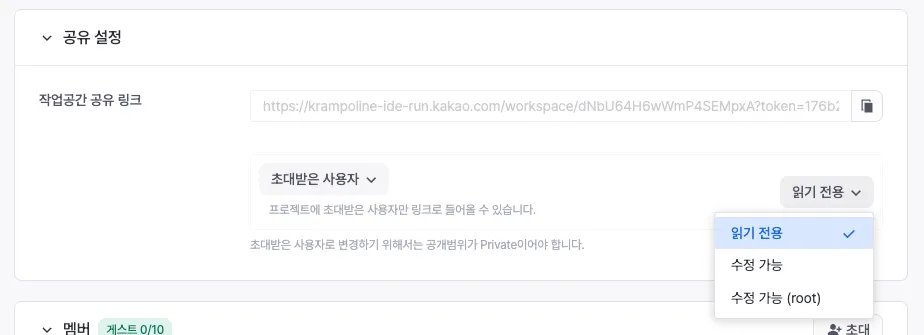 공유 설정
작업공간 공유 링크
https://krampoline-ide-run.kakao.com/workspace/dNbU64H6wWmP4SEMpxA?token=176b2
초대받은 사용자
읽기 전용
프로젝트에 초대받은 사용자만 링크로 들어올 수 있습니다.
읽기 전용
초대받은 사용자로 변경하기 위해서는 공개범위가 Private이어야 합니다.
수정 가능
수정 가능 (root)
멤버 게스트 0/10
초대